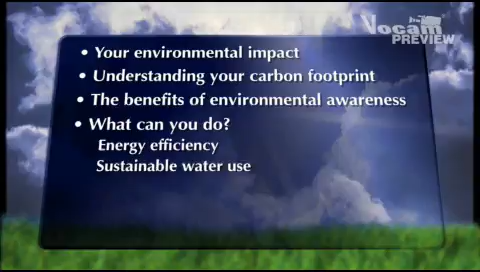 Vocam
PREVIEW
• Your environmental impact
• Understanding your carbon footprint
• The benefits of environmental awareness
• What can you do?
Energy efficiency
Sustainable water use